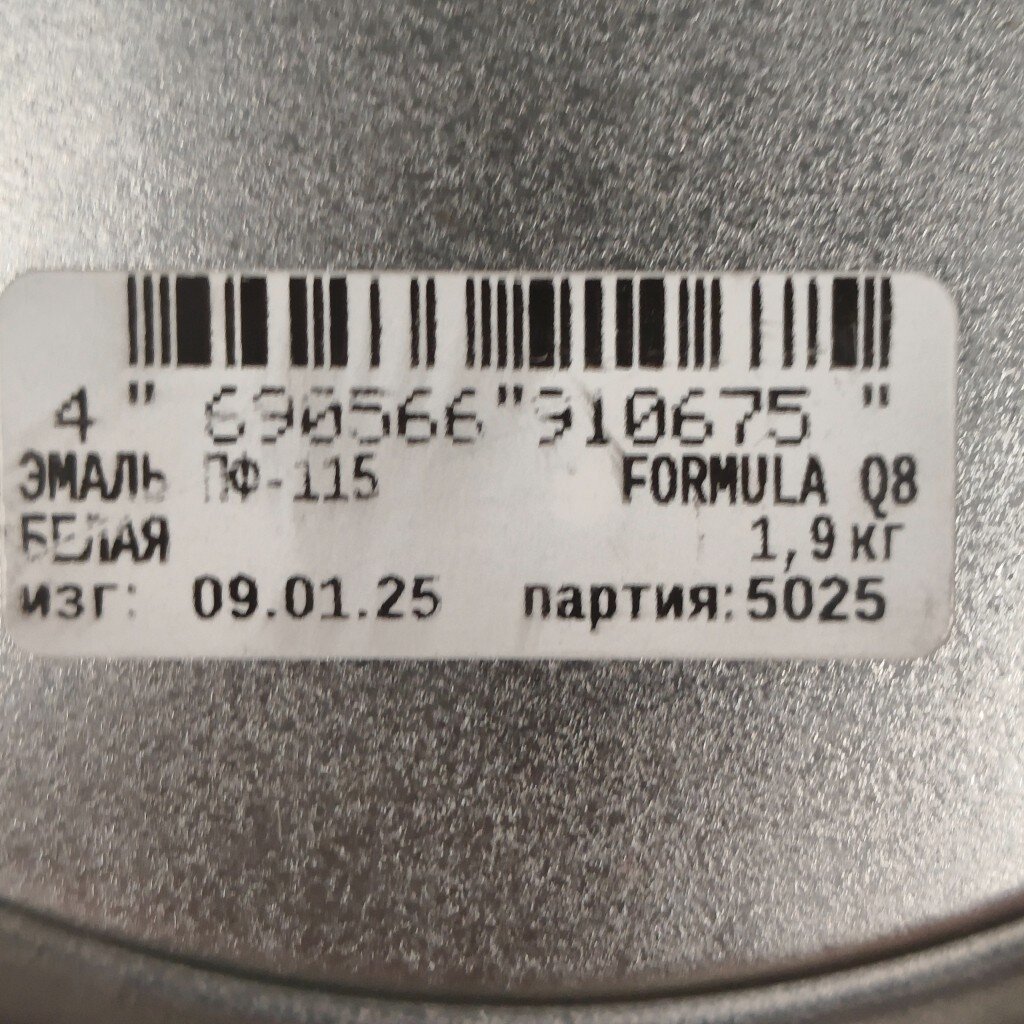 4 " 690566 " 910675 "
ЭМАЛЬ ПФ-115 FORMULA Q8
БЕЛАЯ 1,9 кг
изг: 09.01.25 партия: 5025